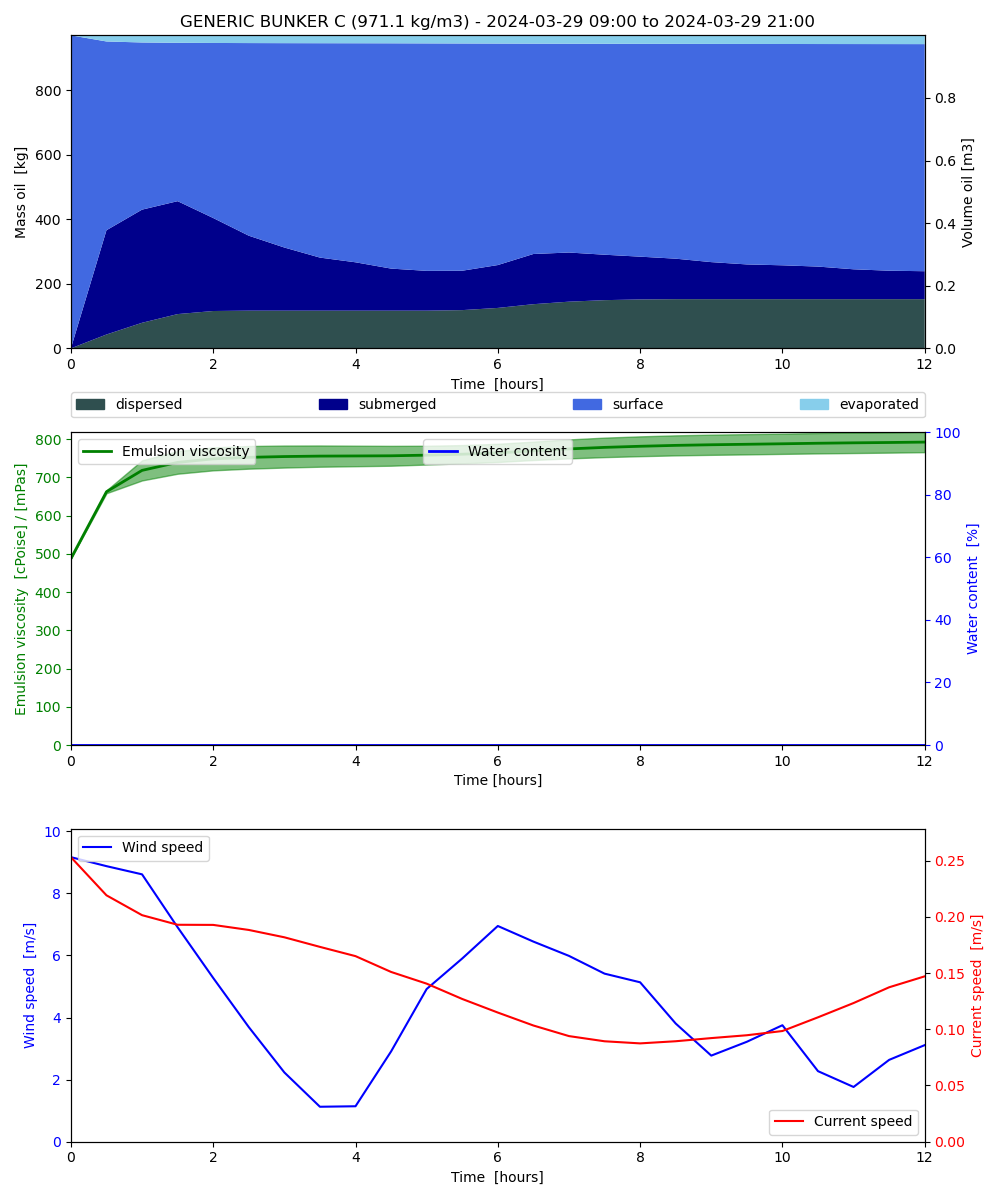 GENERIC BUNKER C (971.1 kg/m3) - 2024-03-29 09:00 to 2024-03-29 21:00
Mass oil [kg]
800
600
400
200
0
0.8
0.6
0.4
0.2
0.0
Volume oil [m3]
0 2 4 6 8 10 12
Time [hours]
dispersed submerged surface evaporated
Emulsion viscosity [cPoise] / [mPas]
800
700
600
500
400
300
200
100
0
Emulsion viscosity
Water content
100
80
60
40
20
0
Water content [%]
0 2 4 6 8 10 12
Time [hours]
Wind speed [m/s]
10
8
6
4
2
0
Wind speed
Current speed
0.25
0.20
0.15
0.10
0.05
0.00
Current speed [m/s]
0 2 4 6 8 10 12
Time [hours]